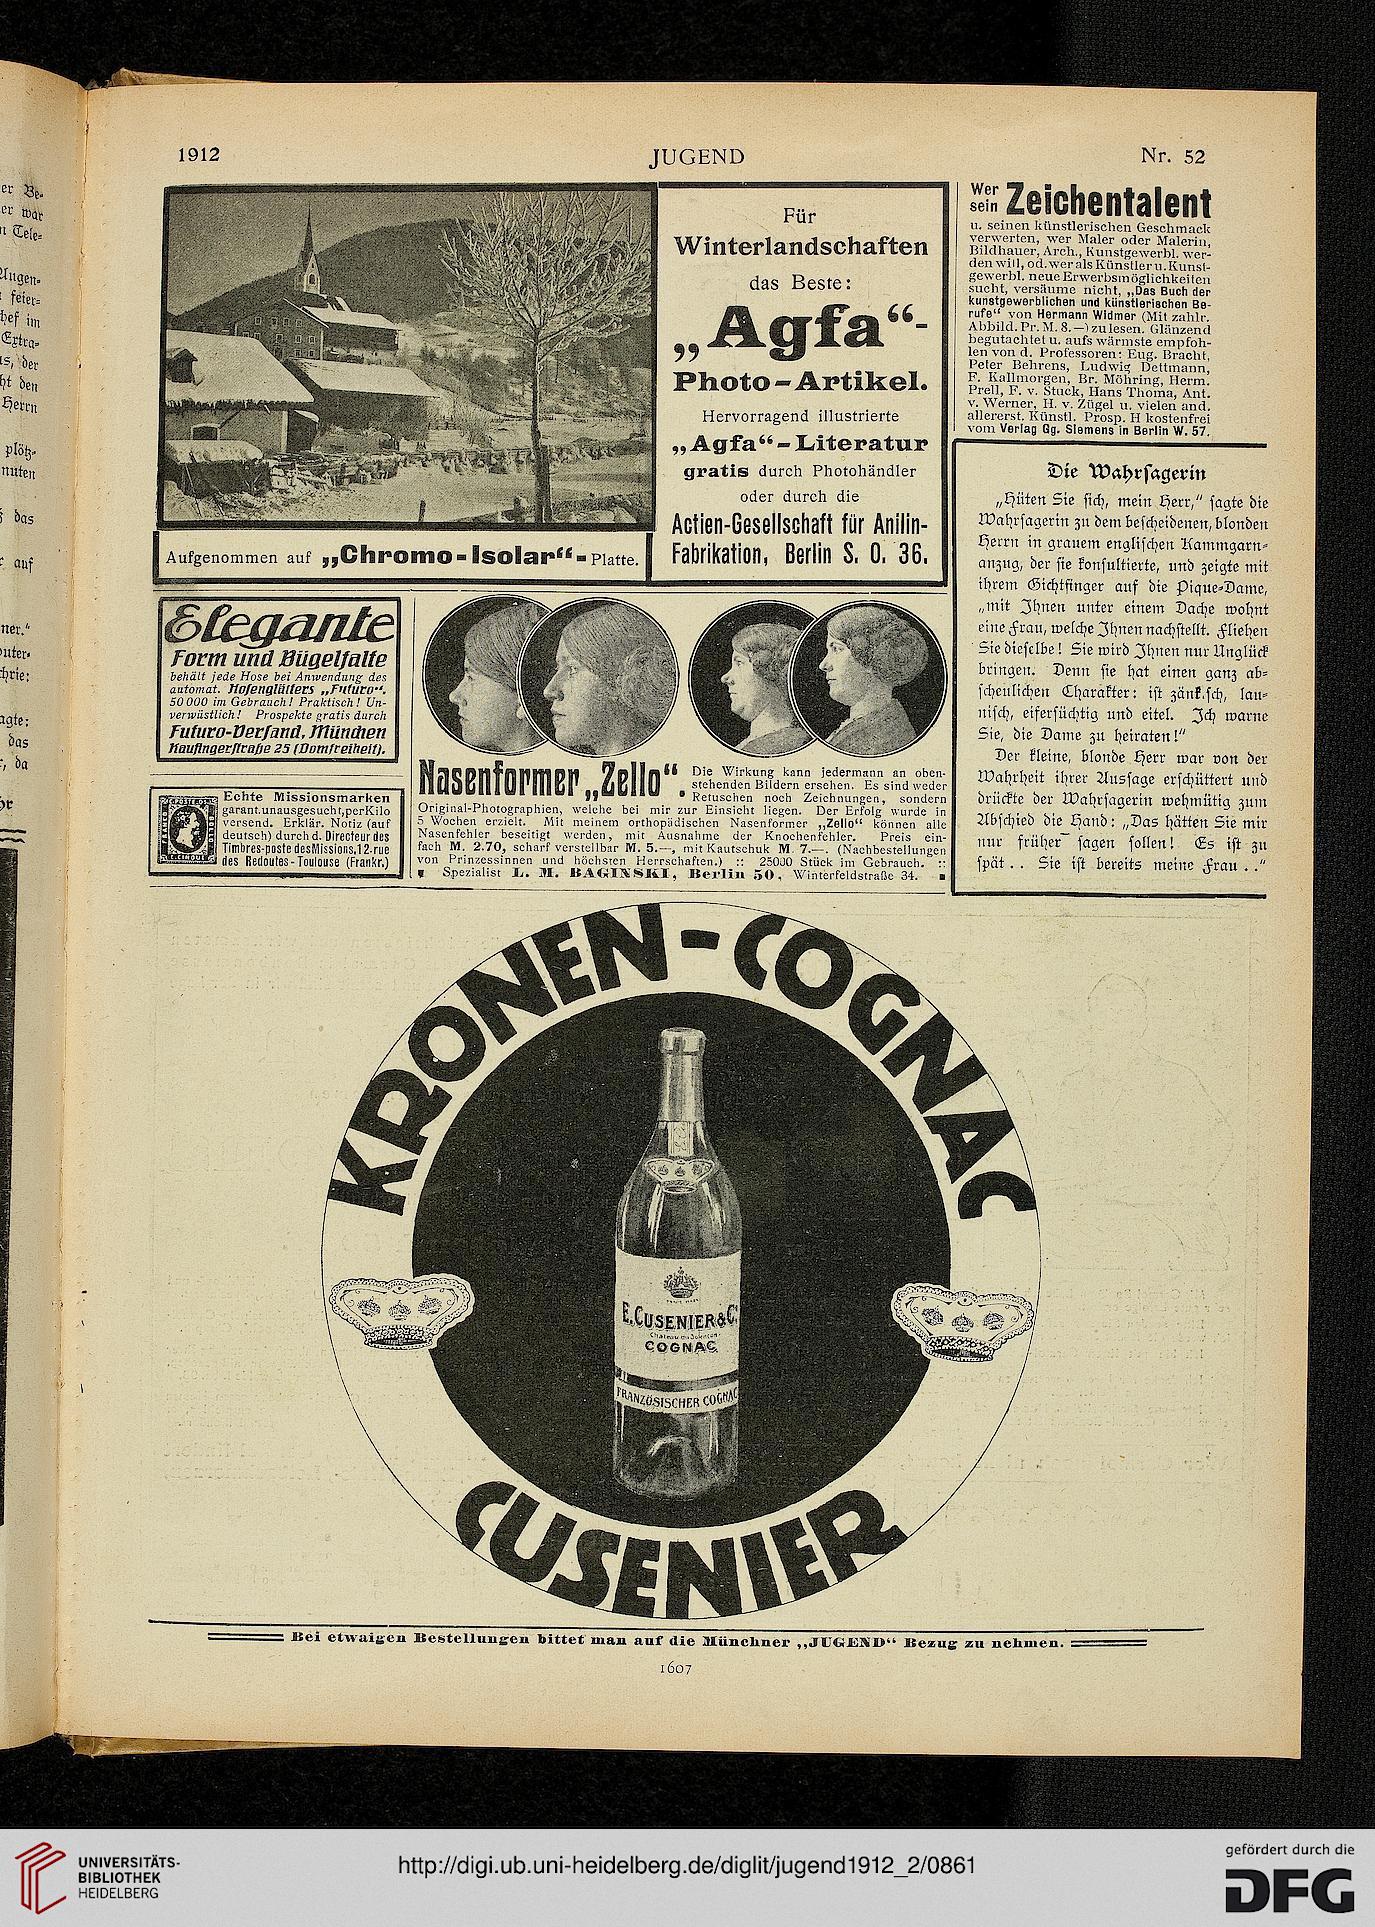 1912
JUGEND
Nr. 52
Für
Winterlandschaften
das Beste:
„Agfa“-
Photo-Artikel.
Hervorragend illustrierte
„Agfa“-Literatur
gratis durch Photohändler
oder durch die
Actien-Gesellschaft für Anilin-
Fabrikation, Berlin S. O. 36.
Aufgenommen auf „Chromo-Isolar“-Platte.
Wer
sein Zeichentalent
u. seinen künstlerischen Geschmack
verwerten, wer Maler oder Malerin,
Bildhauer, Arch., Kunstgewerbl. wer-
den will, od. wer als Künstler u. Kunst-
gewerbl. neue Erwerbsmöglichkeiten
sucht, versäume nicht, „Das Buch der
kunstgewerblichen und künstlerischen Be-
rufe“ von Hermann Widmer (Mit zahlr.
Abbild. Pr. M. 8.—) zu lesen. Glänzend
begutachtet u. aufs wärmste empfoh-
len von d. Professoren: Eug. Bracht,
Peter Behrens, Ludwig Dettmann,
F. Kallmorgen, Br. Möhring, Herm.
Prell, F. v. Stuck, Hans Thoma, Ant.
v. Werner, H. v. Zügel u. vielen and.
allererst. Künstl. Prosp. H kostenfrei
vom Verlag Gg. Siemens in Berlin W. 57.
Die Wahrsagerin
„Hüten Sie sich, mein Herr,“ sagte die
Wahrsagerin zu dem bescheidenen, blonden
Herrn in grauem englischen Kammgarn-
anzug, der sie konsultierte, und zeigte mit
ihrem Gichtfinger auf die Pique-Dame,
„mit Ihnen unter einem Dache wohnt
eine Frau, welche Ihnen nachstellt. Fliehen
Sie dieselbe! Sie wird Ihnen nur Unglück
bringen. Denn sie hat einen ganz ab-
scheulichen Charakter: ist zänk.sch, lau-
nisch, eifersüchtig und eitel. Ich warne
Sie, die Dame zu heiraten!“
Der kleine, blonde Herr war von der
Wahrheit ihrer Aussage erschüttert und
drückte der Wahrsagerin wehmütig zum
Abschied die Hand: „Das hätten Sie mir
nur früher sagen sollen! Es ist zu
spät . . Sie ist bereits meine Frau . .“
Elegante
Form und Bügelfalte
behält jede Hose bei Anwendung des
automat. Hosenglätters „Futuro“.
50 000 im Gebrauch! Praktisch! Un-
verwüstlich! Prospekte gratis durch
Futuro-Versand, München
Kaufingerstraße 25 (Domfreiheit).
Echte Missionsmarken
garant. unausgesucht, per Kilo
versend. Erklär. Notiz (auf
deutsch) durch d. Directeur des
Timbres-poste des Missions, 12. rue
des Redoutes-Toulouse (Frankr.)
Nasenformer „Zello“.
Die Wirkung kann jedermann an oben-
stehenden Bildern ersehen. Es sind weder
Retuschen noch Zeichnungen, sondern
Original-Photographien, welche bei mir zur Einsicht liegen. Der Erfolg wurde in
5 Wochen erzielt. Mit meinem orthopädischen Nasenformer „Zello“ können alle
Nasenfehler beseitigt werden, mit Ausnahme der Knochenfehler. Preis ein-
fach M. 2.70, scharf verstellbar M. 5.—, mit Kautschuk M. 7.—. (Nachbestellungen
von Prinzessinnen und höchsten Herrschaften.) :: 25000 Stück im Gebrauch. ::
Spezialist L. M. BAGINSKI, Berlin 50, Winterfeldstraße 34.
KRONEN-COGNAC
E. CUSENIER & Cie
COGNAC
FRANZÖSISCHER COGNAC
CUSENIER
Bei etwaigen Bestellungen bittet man auf die Münchner „JUGEND“ Bezug zu nehmen.
1607
UNIVERSITÄTS-
BIBLIOTHEK
HEIDELBERG
http://digi.ub.uni-heidelberg.de/diglit/jugend1912_2/0861
gefördert durch die
DFG